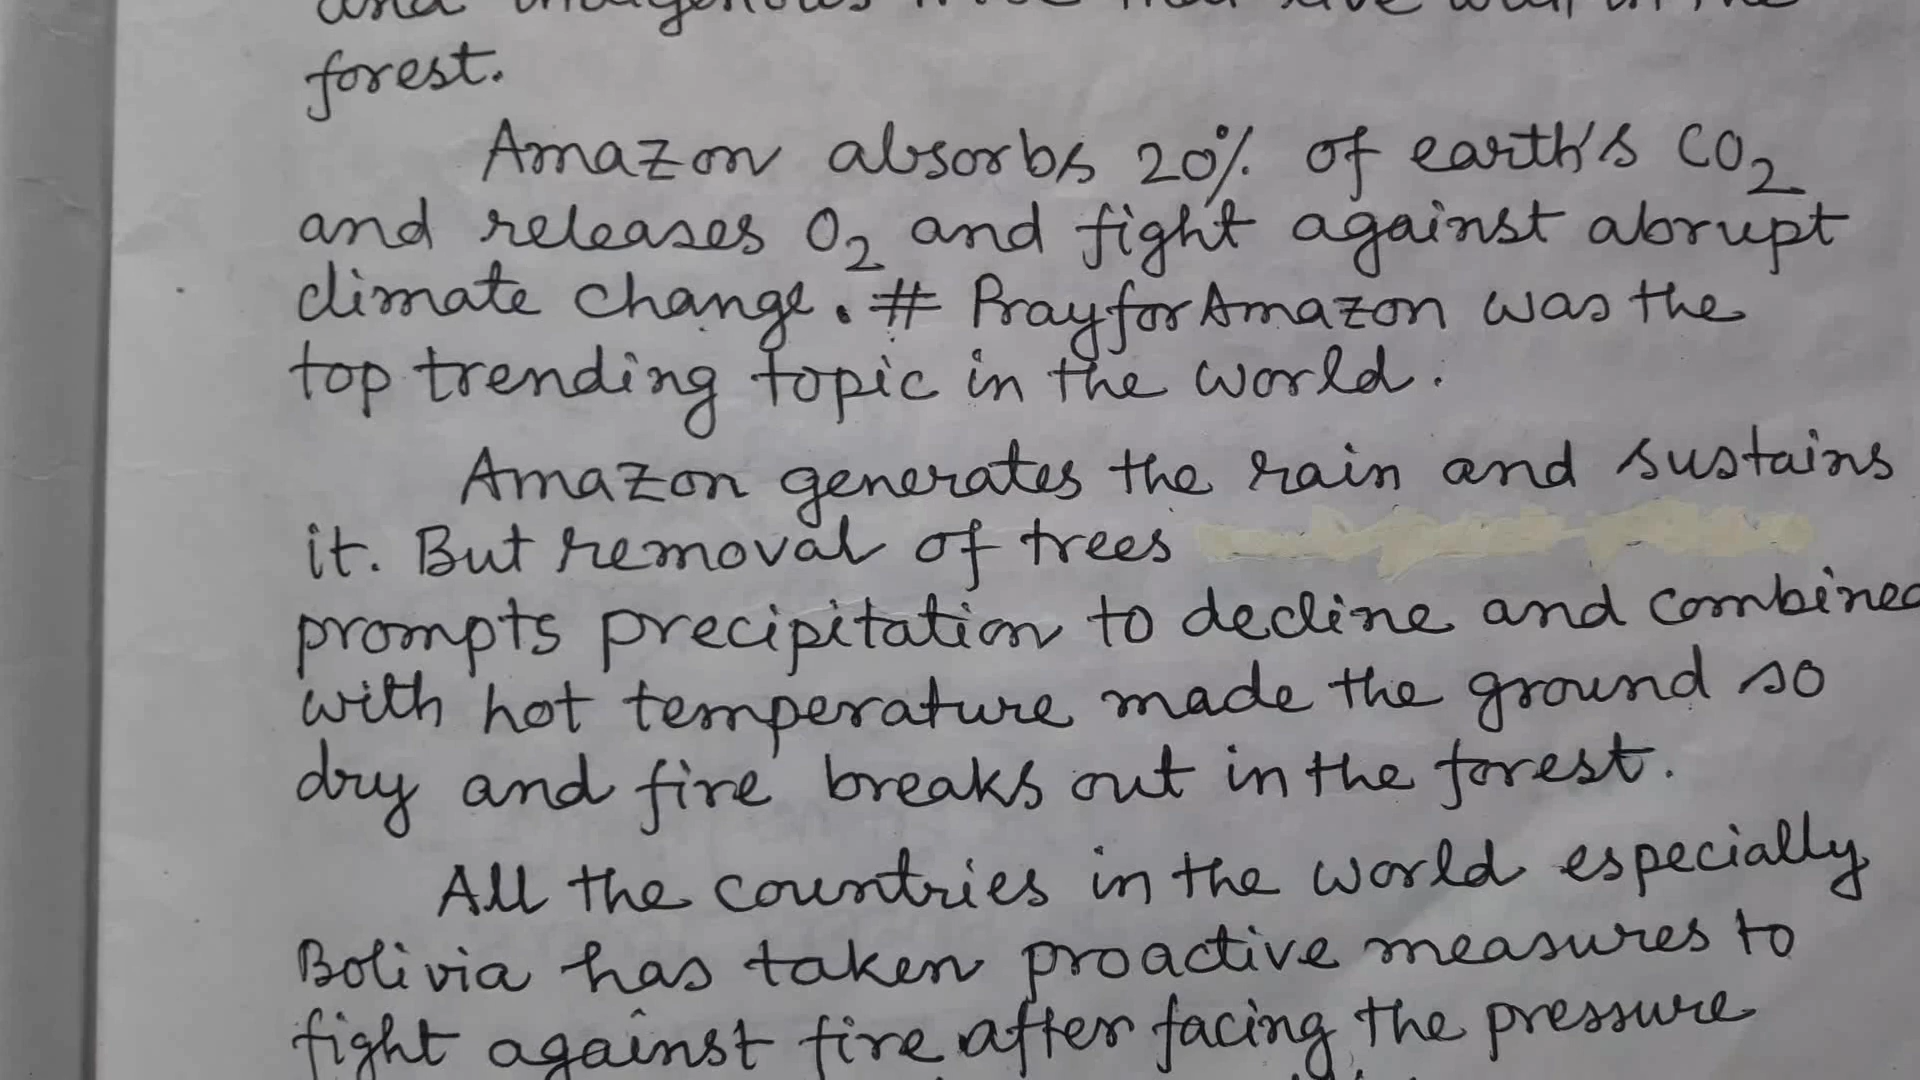 and indigenous
forest.
Amazon absorbs 20% of earth's CO₂
and releases O₂ and fight against abrupt
climate change. # PrayforAmazon was the
top trending topic in the world.
Amazon generates the rain and sustains
it. But removal of trees
prompts precipitation to decline and combined
with hot temperature made the ground so
dry and fire breaks out in the forest.
All the countries in the world especially
Bolivia has taken proactive measures to
fight against fire after facing the pressure